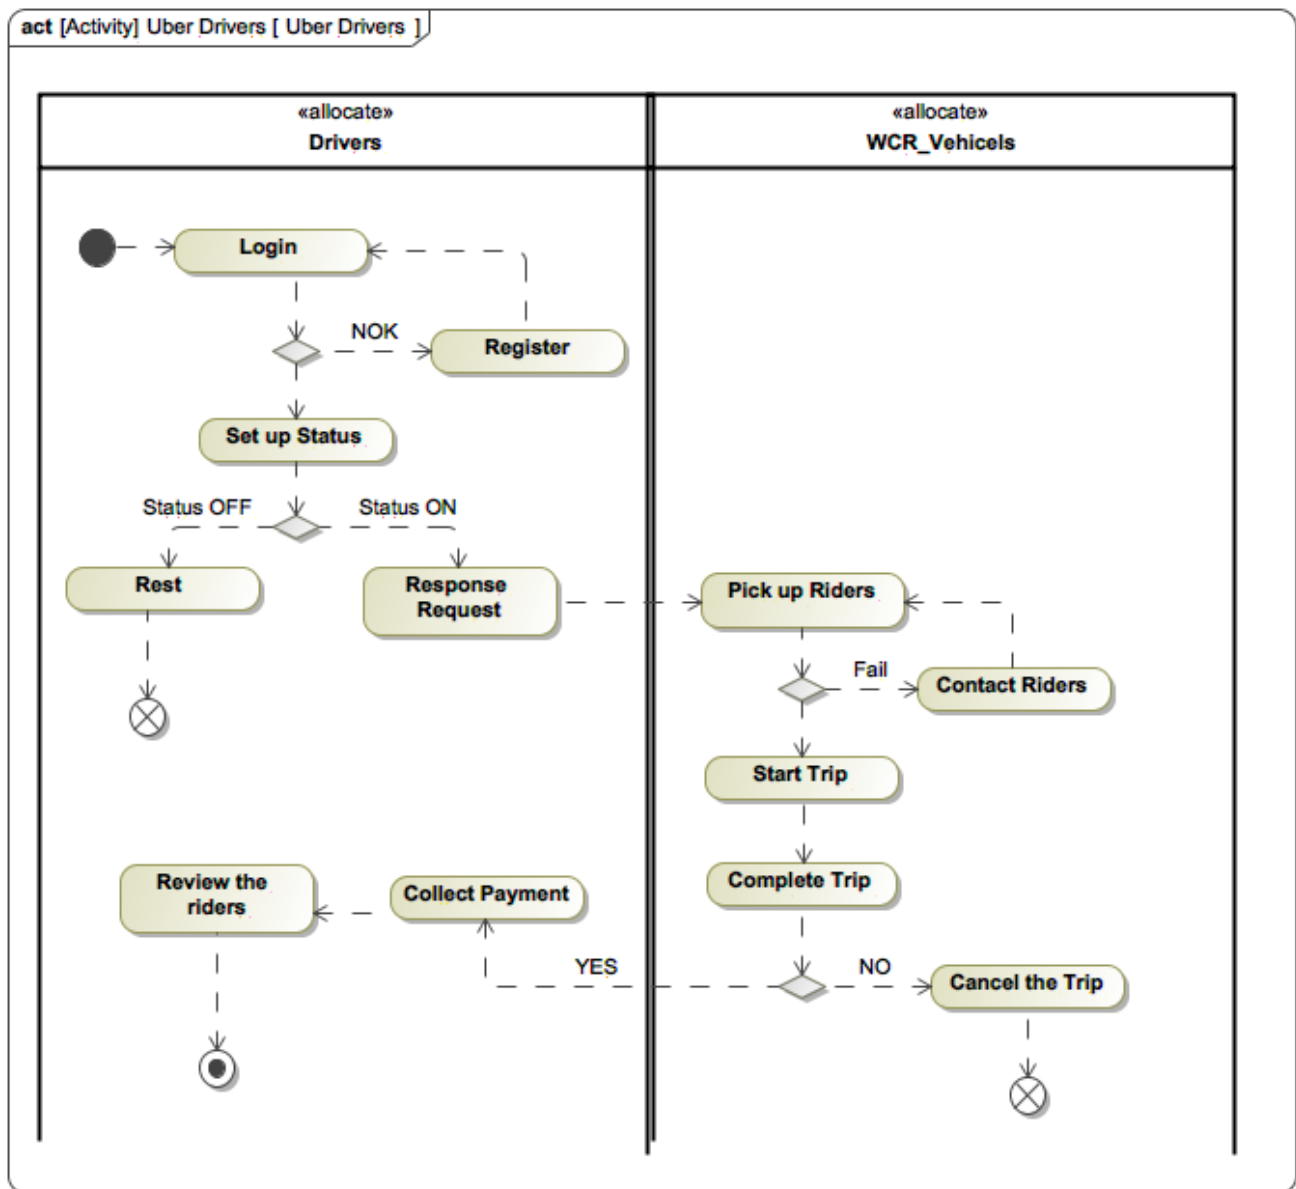 act [Activity] Uber Drivers [ Uber Drivers ]
«allocate»
Drivers
«allocate»
WCR_Vehicels
Login
NOK
Register
Set up Status
Status OFF
Status ON
Rest
Response
Request
Pick up Riders
Fail
Contact Riders
Start Trip
Complete Trip
Review the
riders
Collect Payment
YES
NO
Cancel the Trip